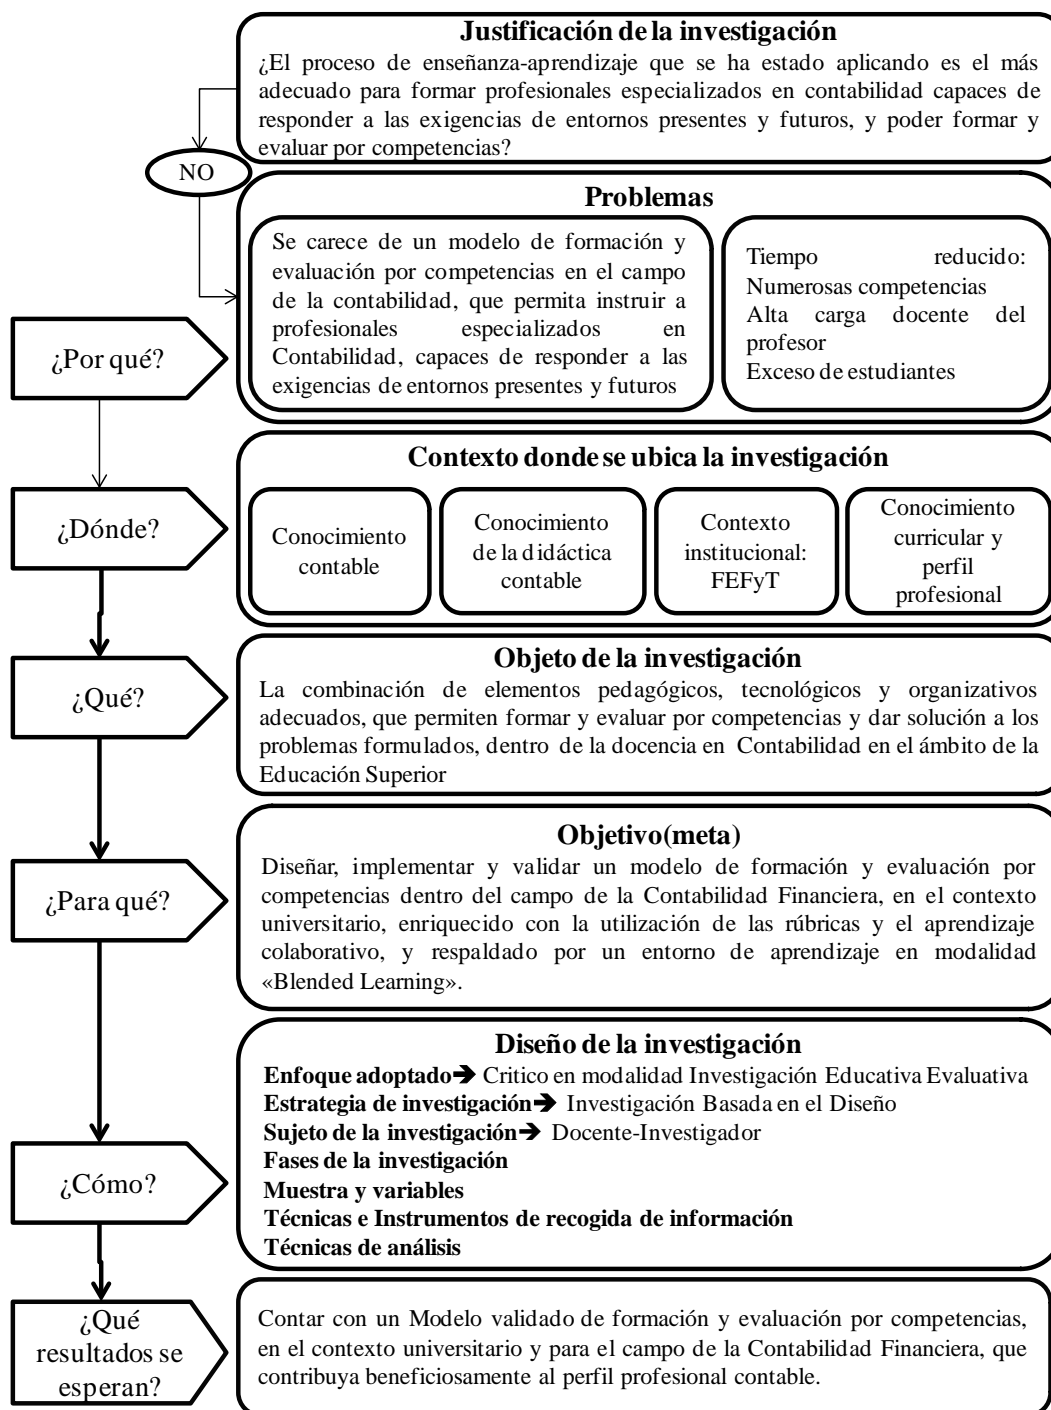 Justificación de la investigación
¿El proceso de enseñanza-aprendizaje que se ha estado aplicando es el más
adecuado para formar profesionales especializados en contabilidad capaces de
responder a las exigencias de entornos presentes y futuros, y poder formar y
evaluar por competencias?
NO
Problemas
Se carece de un modelo de formación y
evaluación por competencias en el campo
de la contabilidad, que permita instruir a
profesionales especializados en
Contabilidad, capaces de responder a las
exigencias de entornos presentes y futuros
Tiempo reducido:
Numerosas competencias
Alta carga docente del
profesor
Exceso de estudiantes
¿Por qué?
Contexto donde se ubica la investigación
¿Dónde?
Conocimiento
contable
Conocimiento
de la didáctica
contable
Contexto
institucional:
FEFyT
Conocimiento
curricular y
perfil
profesional
Objeto de la investigación
¿Qué?
La combinación de elementos pedagógicos, tecnológicos y organizativos
adecuados, que permiten formar y evaluar por competencias y dar solución a los
problemas formulados, dentro de la docencia en Contabilidad en el ámbito de la
Educación Superior
Objetivo(meta)
¿Para qué?
Diseñar, implementar y validar un modelo de formación y evaluación por
competencias dentro del campo de la Contabilidad Financiera, en el contexto
universitario, enriquecido con la utilización de las rúbricas y el aprendizaje
colaborativo, y respaldado por un entorno de aprendizaje en modalidad
«Blended Learning».
Diseño de la investigación
Enfoque adoptado➔ Critico en modalidad Investigación Educativa Evaluativa
Estrategia de investigación➔ Investigación Basada en el Diseño
Sujeto de la investigación➔ Docente-Investigador
Fases de la investigación
Muestra y variables
Técnicas e Instrumentos de recogida de información
Técnicas de análisis
¿Cómo?
¿Qué
resultados se
esperan?
Contar con un Modelo validado de formación y evaluación por competencias,
en el contexto universitario y para el campo de la Contabilidad Financiera, que
contribuya beneficiosamente al perfil profesional contable.